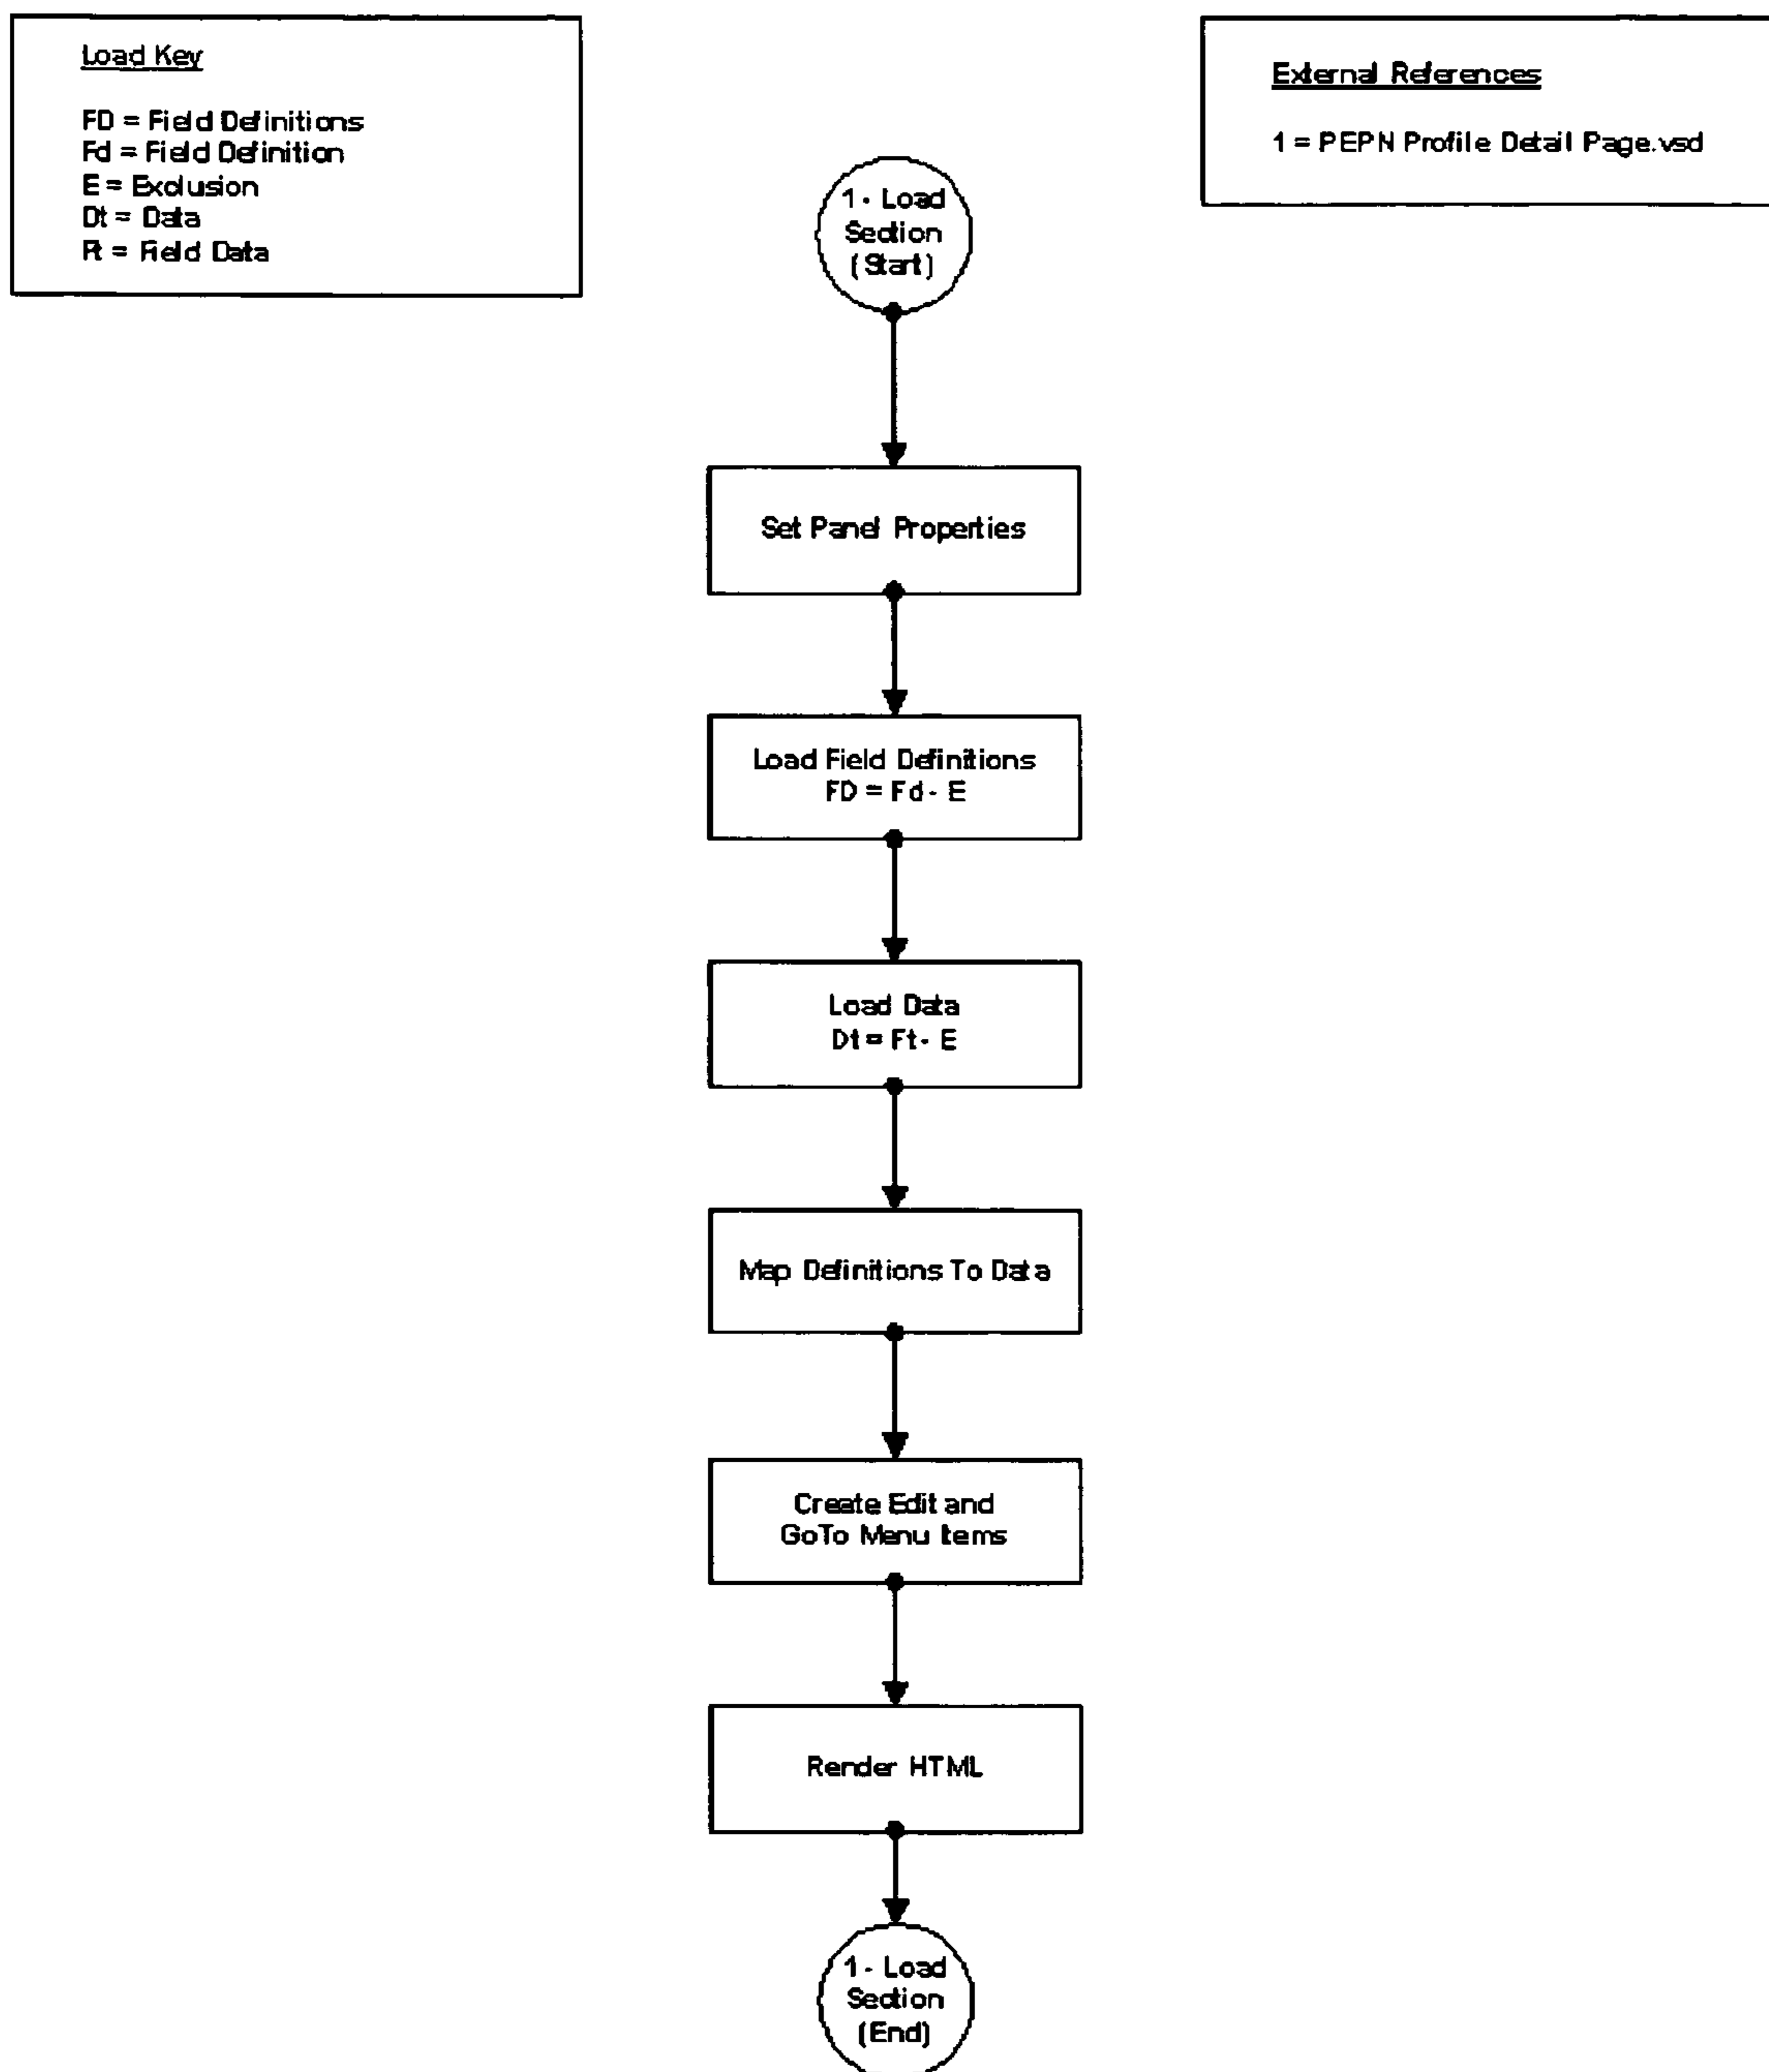 Load Key
FD = Field Definitions
Fd = Field Definition
E = Exclusion
Dt = Data
Ft = Field Data
External References
1 = PEPN Profile Detail Page.vsd
1 - Load
Section
(Start)
Set Panel Properties
Load Field Definitions
FD = Fd - E
Load Data
Dt = Ft - E
Map Definitions To Data
Create Edit and
GoTo Menu Items
Render HTML
1 - Load
Section
(End)